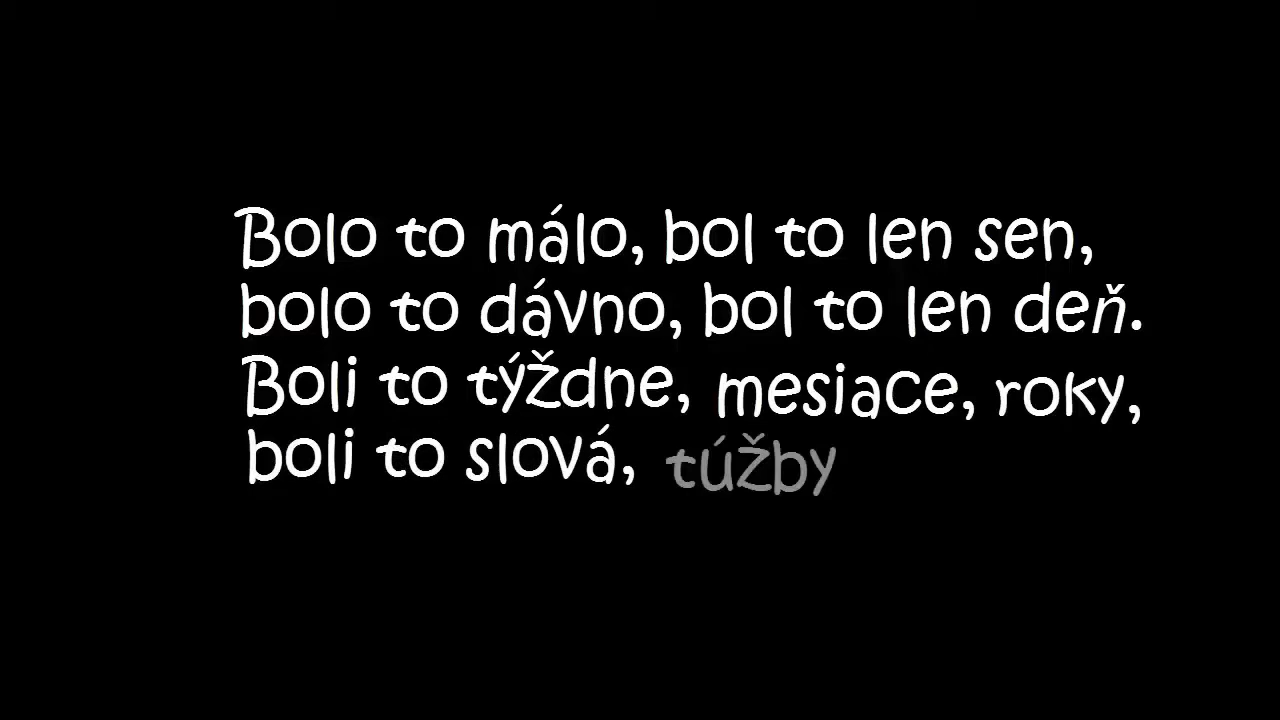 Bolo to málo, bol to len sen,
bolo to dávno, bol to len deň.
Boli to týždne, mesiace, roky,
boli to slová, túžby